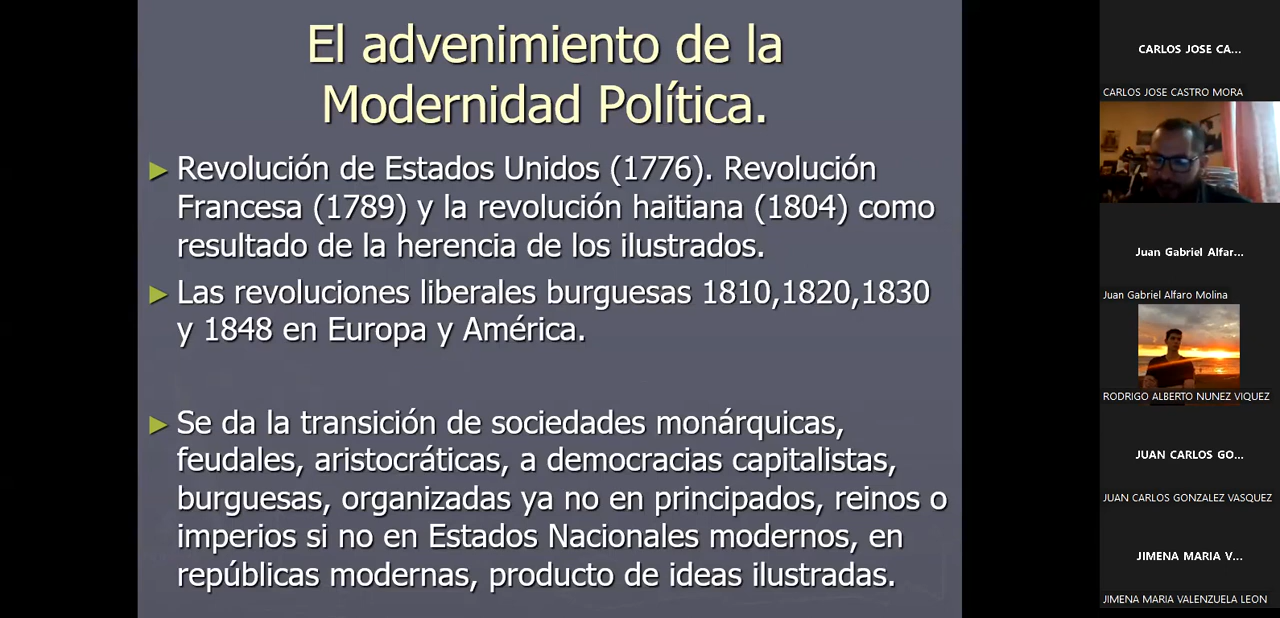 El advenimiento de la
Modernidad Política.
► Revolución de Estados Unidos (1776). Revolución
Francesa (1789) y la revolución haitiana (1804) como
resultado de la herencia de los ilustrados.
► Las revoluciones liberales burguesas 1810,1820,1830
y 1848 en Europa y América.
► Se da la transición de sociedades monárquicas,
feudales, aristocráticas, a democracias capitalistas,
burguesas, organizadas ya no en principados, reinos o
imperios si no en Estados Nacionales modernos, en
repúblicas modernas, producto de ideas ilustradas.
CARLOS JOSE CA...
CARLOS JOSE CASTRO MORA
Juan Gabriel Alfar...
Juan Gabriel Alfaro Molina
RODRIGO ALBERTO NUNEZ VIQUEZ
JUAN CARLOS GO...
JUAN CARLOS GONZALEZ VASQUEZ
JIMENA MARIA V...
JIMENA MARIA VALENZUELA LEON